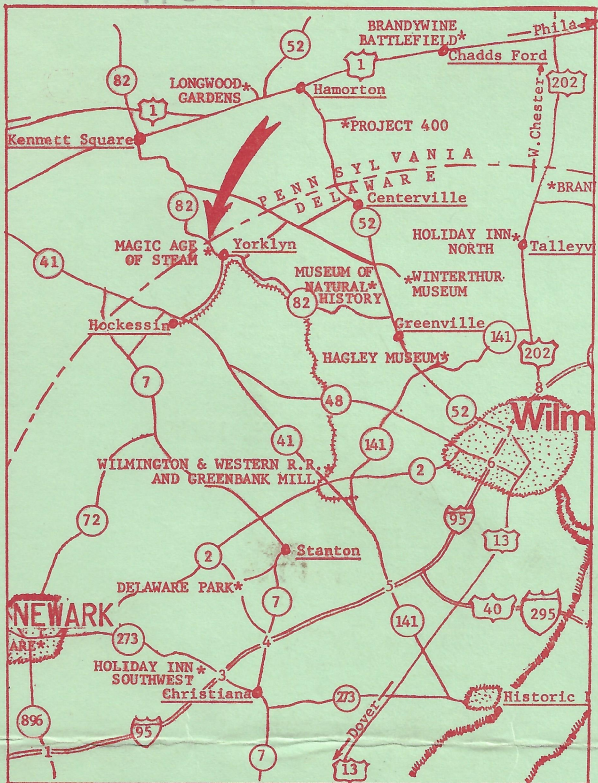 52
BRANDYWINE
BATTLEFIELD*
Phila
Chadds Ford
82
1
202
LONGWOOD*
GARDENS
Hamorton
W.Chester
1
Kennett Square
*PROJECT 400
PENNSYLVANIA
DELAWARE
*BRAN
82
Centerville
52
MAGIC AGE
OF STEAM *
Yorklyn
HOLIDAY INN*
NORTH
Talleyv
41
MUSEUM OF
NATURAL*
HISTORY
*WINTERTHUR
MUSEUM
82
Hockessin
Greenville
141
HAGLEY MUSEUM*
202
7
8
48
52
Wilm
41
141
WILMINGTON & WESTERN R.R.*
AND GREENBANK MILL
2
6
95
72
13
2
Stanton
DELAWARE PARK*
5
7
40
295
NEWARK
ARE*
273
141
4
HOLIDAY INN*
SOUTHWEST
3
Christiana
273
Historic
896
95
Dover
1
7
13